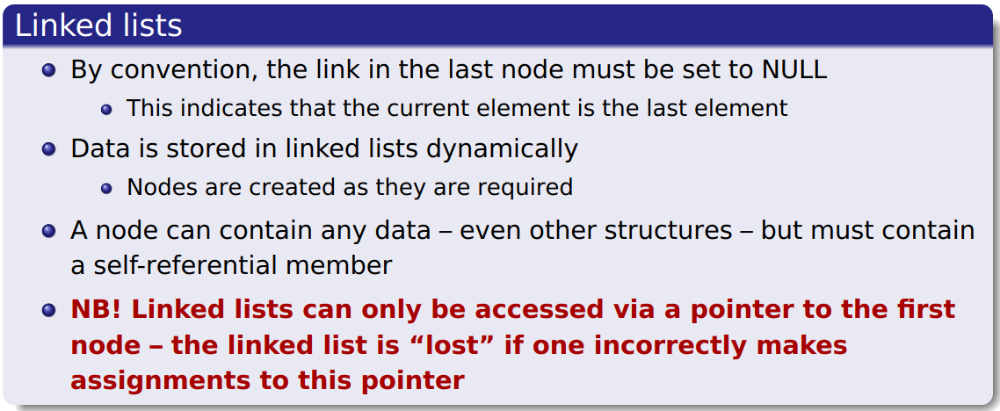 Linked lists
By convention, the link in the last node must be set to NULL
This indicates that the current element is the last element
Data is stored in linked lists dynamically
Nodes are created as they are required
A node can contain any data – even other structures – but must contain
a self-referential member
NB! Linked lists can only be accessed via a pointer to the first
node – the linked list is “lost” if one incorrectly makes
assignments to this pointer